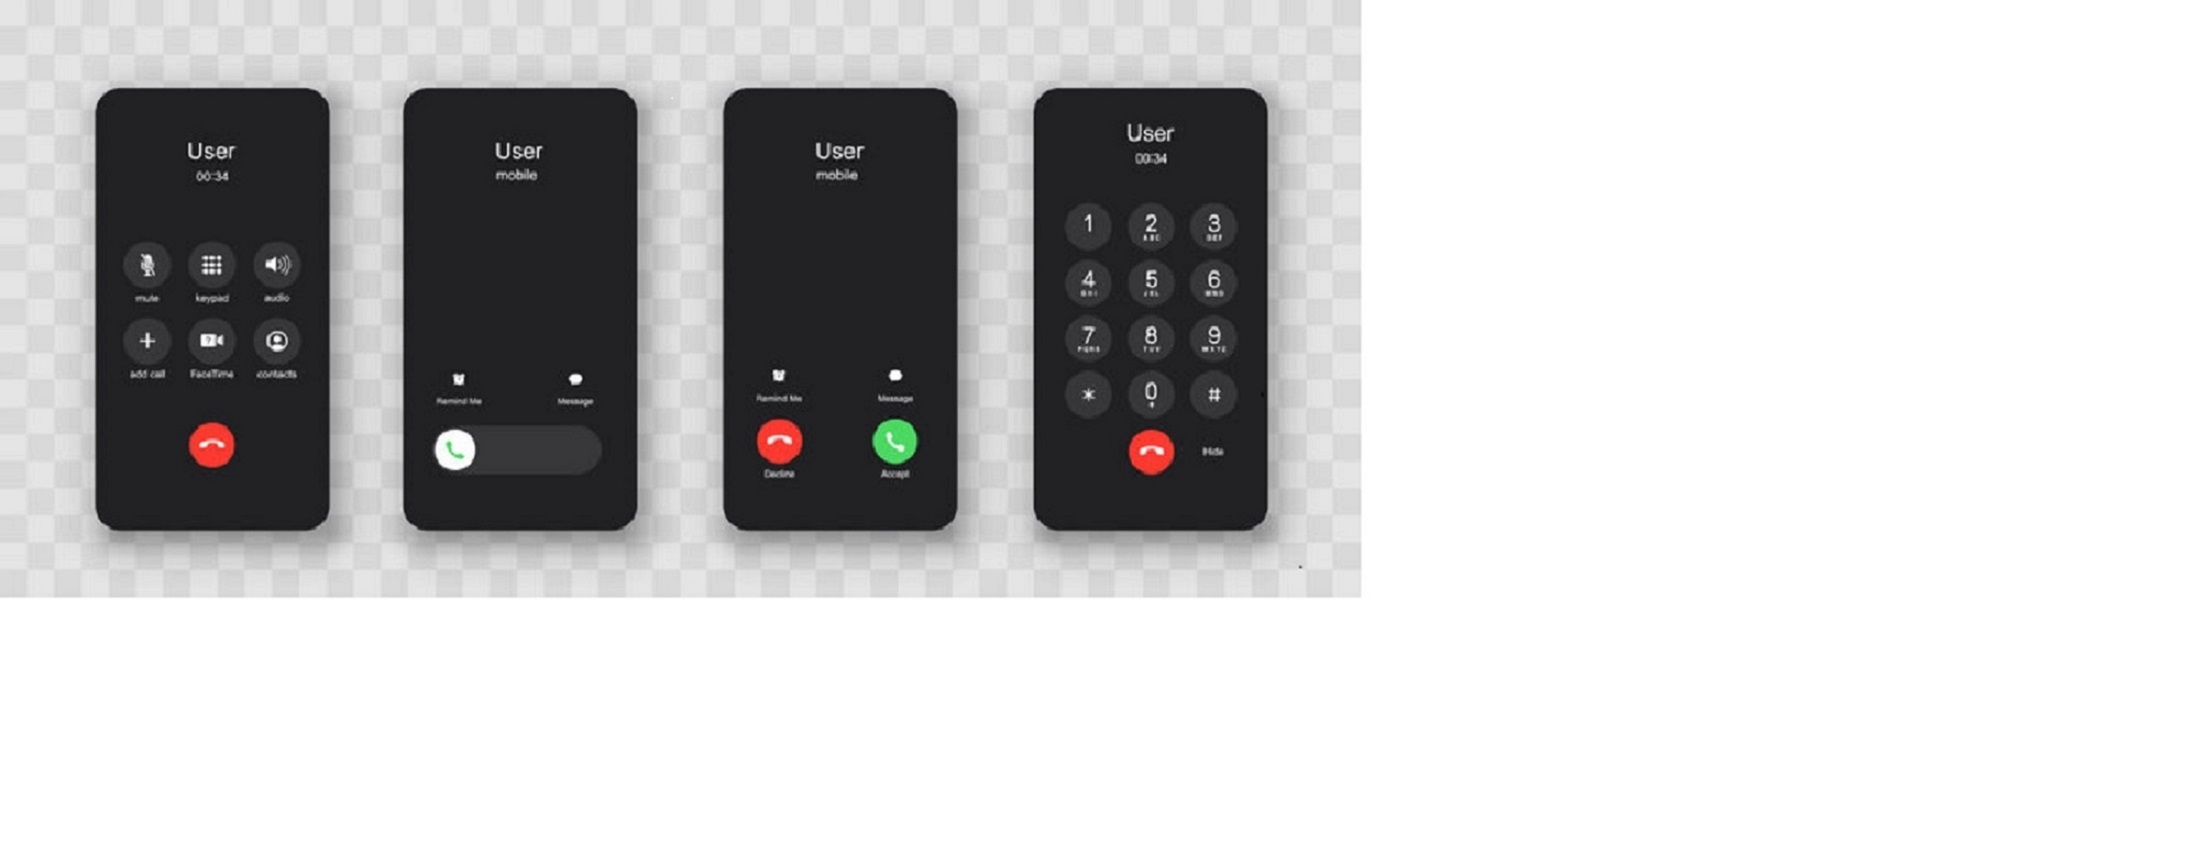 User
00:34
mute keypad audio
add call FaceTime contacts
User
mobile
Remind Me Message
User
mobile
Remind Me Message
Decline Accept
User
00:34
1 2 3
ABC DEF
4 5 6
GHI JKL MNO
7 8 9
PQRS TUV WXYZ
* 0 #
+
Hide